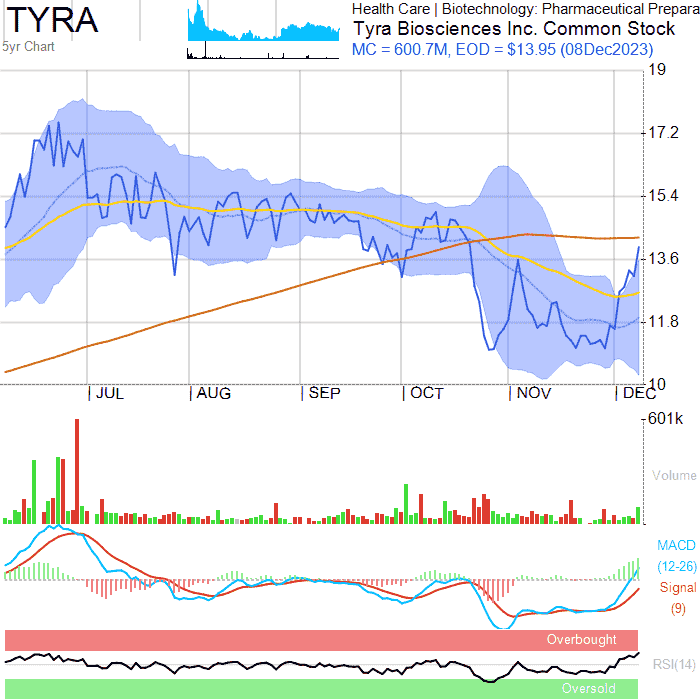 TYRA
5yr Chart
Health Care | Biotechnology: Pharmaceutical Prepara
Tyra Biosciences Inc. Common Stock
MC = 600.7M, EOD = $13.95 (08Dec2023)
19
17.2
15.4
13.6
11.8
10
JUL AUG SEP OCT NOV DEC
601k
Volume
MACD
(12-26)
Signal
(9)
Overbought
RSI(14)
Oversold